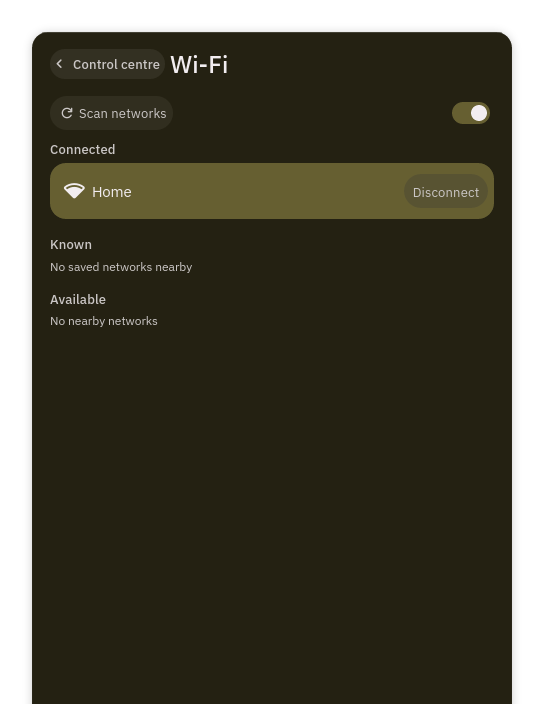 Control centre Wi-Fi
Scan networks
Connected
Home Disconnect
Known
No saved networks nearby
Available
No nearby networks